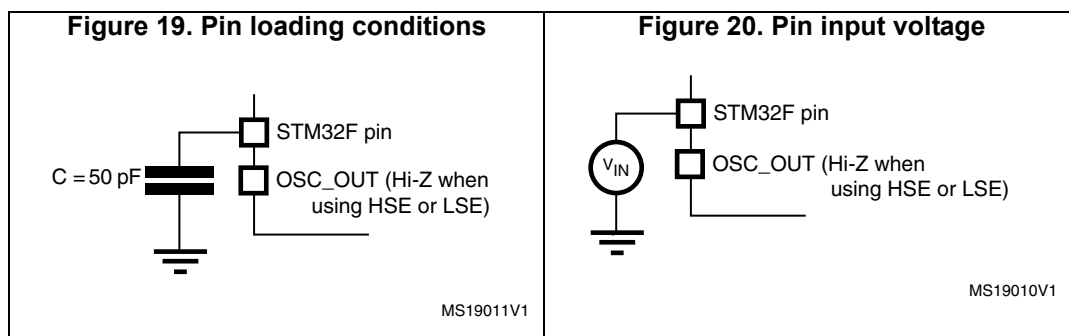 Figure 19. Pin loading conditions
STM32F pin
C = 50 pF
OSC_OUT (Hi-Z when
using HSE or LSE)
MS19011V1
Figure 20. Pin input voltage
STM32F pin
VIN
OSC_OUT (Hi-Z when
using HSE or LSE)
MS19010V1